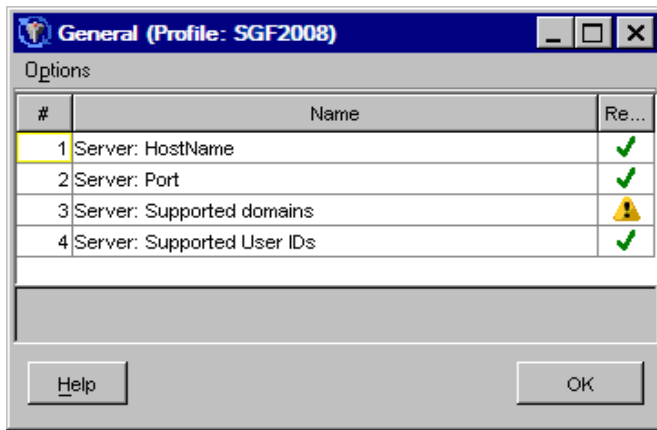 General (Profile: SGF2008)
Options
# Name Re...
1 Server: HostName
2 Server: Port
3 Server: Supported domains
4 Server: Supported User IDs
Help OK